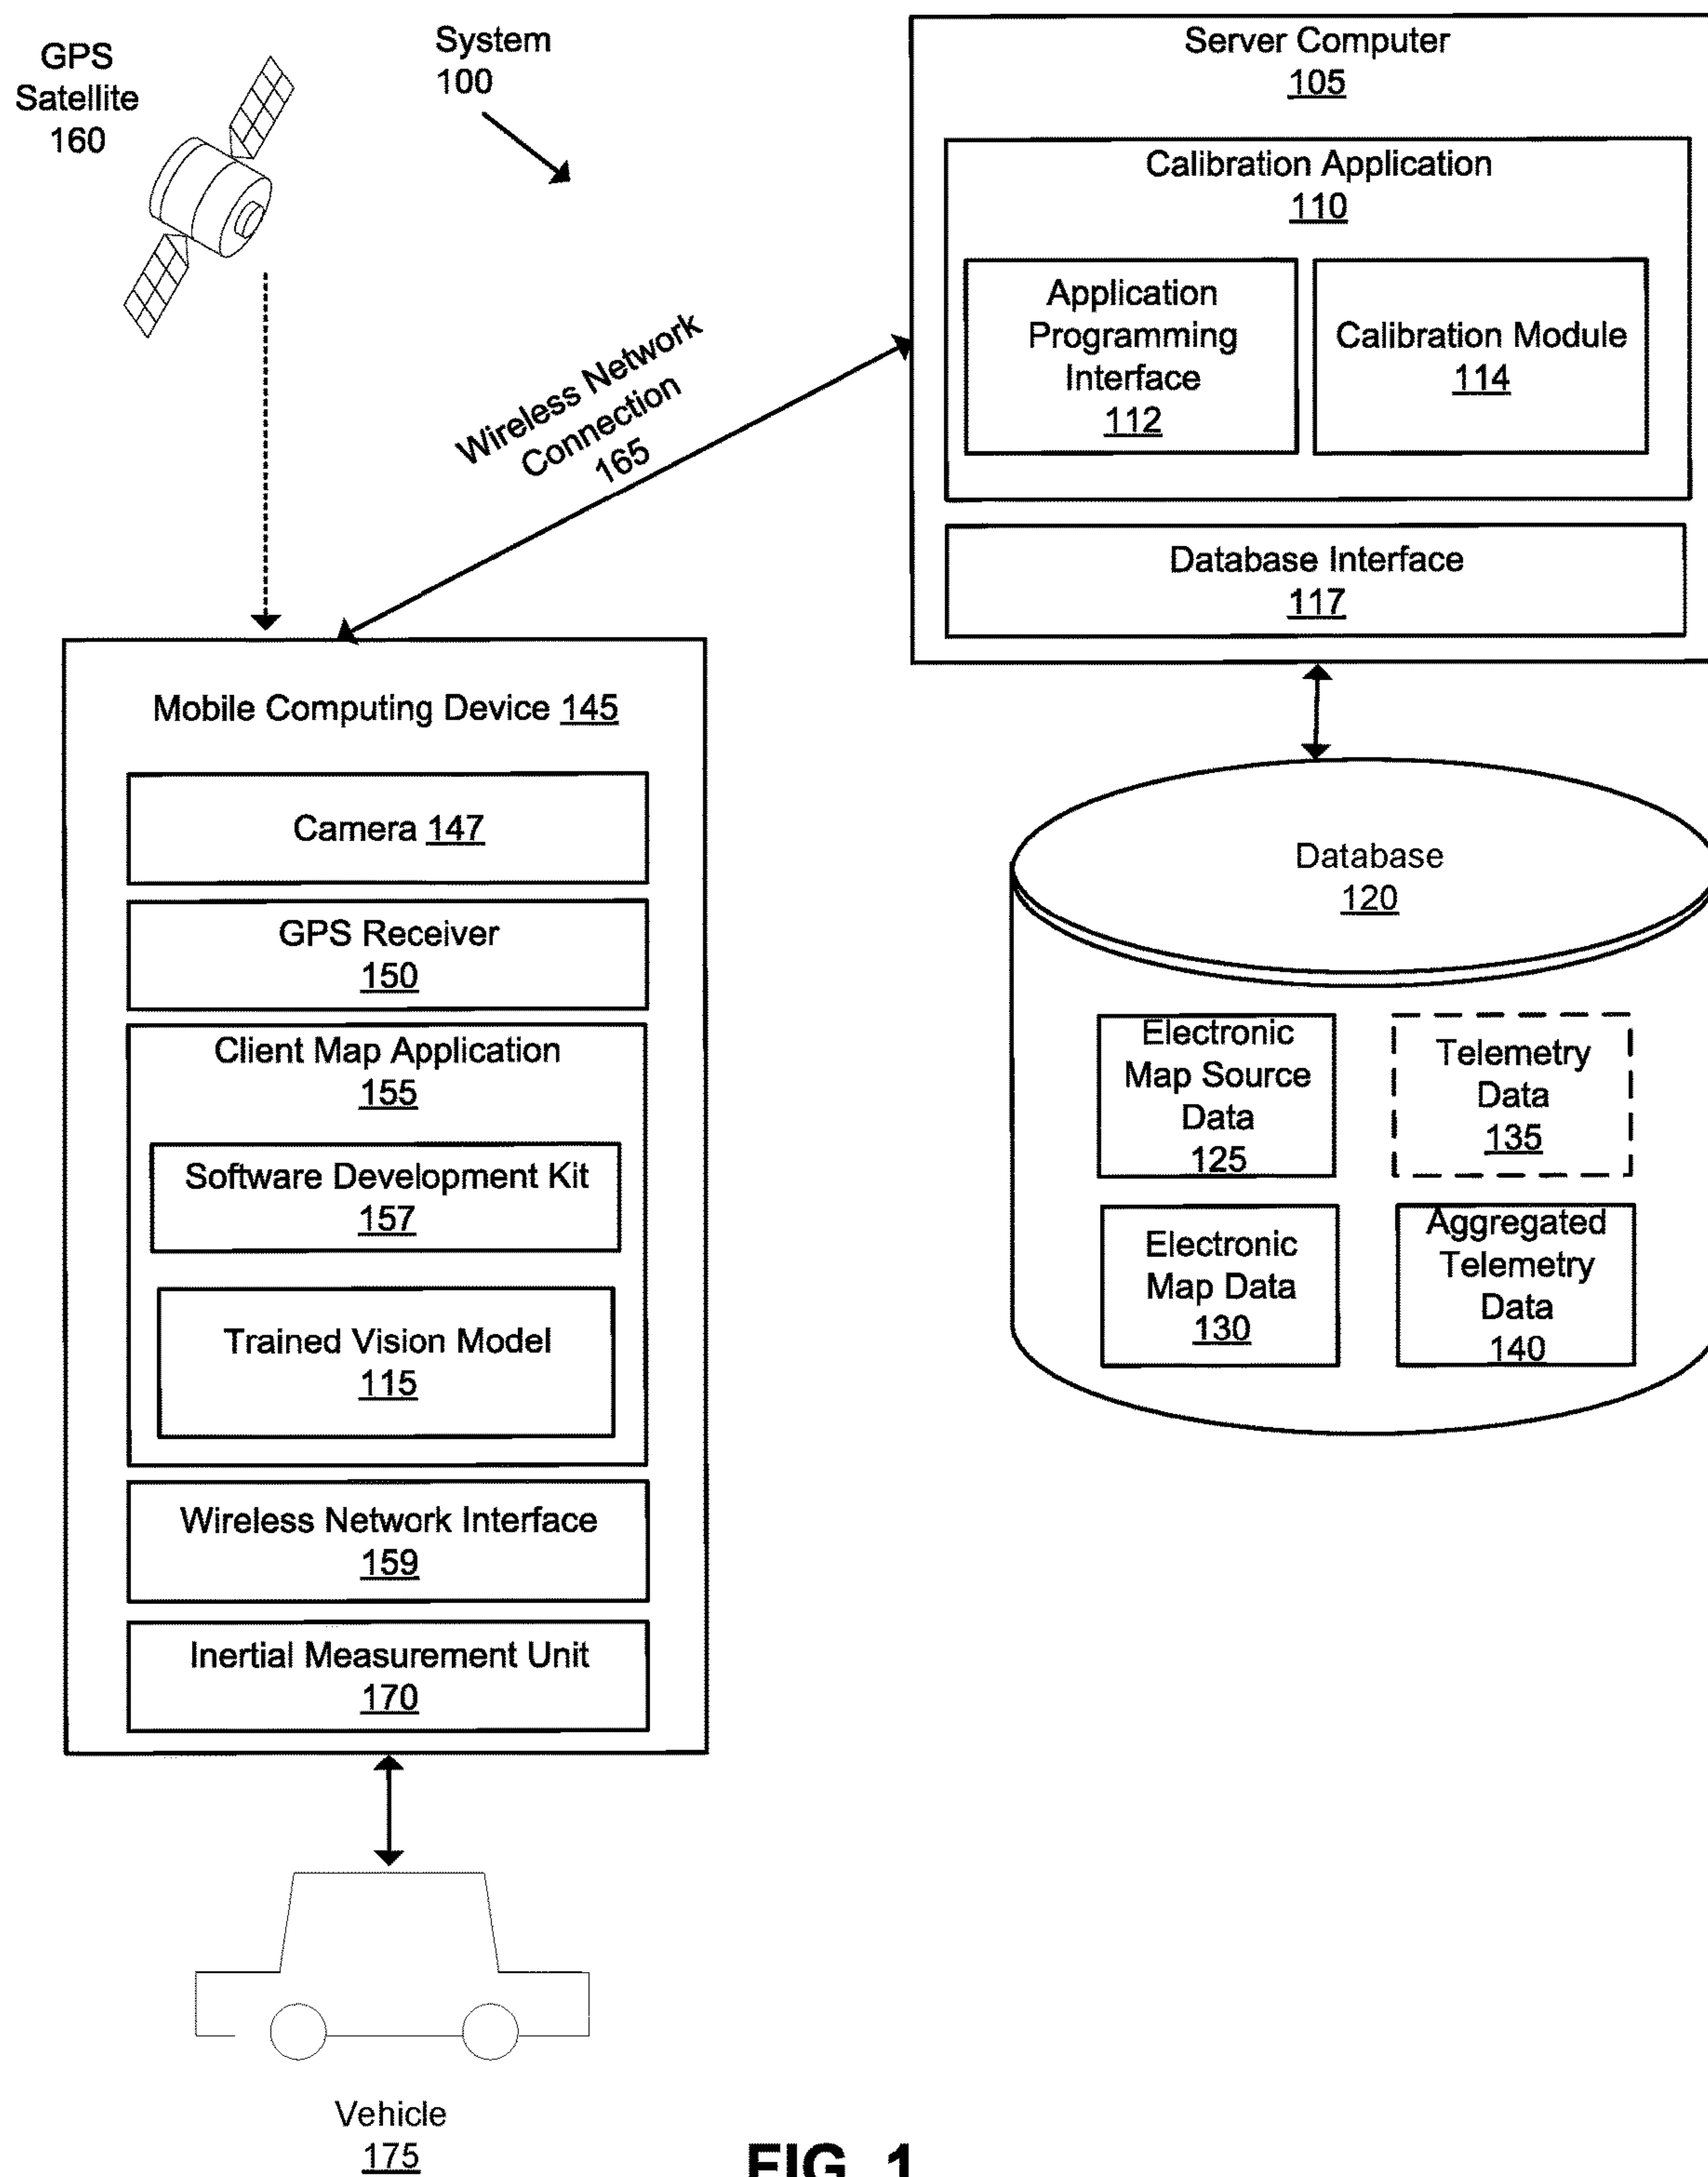 GPS
Satellite
160
System
100
Server Computer
105
Calibration Application
110
Application
Programming
Interface
112
Calibration Module
114
Database Interface
117
Wireless Network
Connection
165
Mobile Computing Device 145
Camera 147
GPS Receiver
150
Client Map Application
155
Software Development Kit
157
Trained Vision Model
115
Wireless Network Interface
159
Inertial Measurement Unit
170
Database
120
Electronic
Map Source
Data
125
Telemetry
Data
135
Electronic
Map Data
130
Aggregated
Telemetry
Data
140
Vehicle
175
FIG. 1